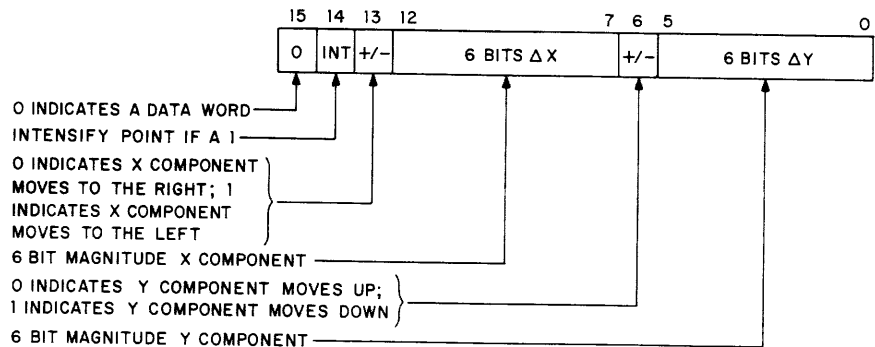 15 14 13 12 7 6 5 0
0 INT +/- 6 BITS ΔX +/- 6 BITS ΔY
0 INDICATES A DATA WORD
INTENSIFY POINT IF A 1
0 INDICATES X COMPONENT
MOVES TO THE RIGHT; 1
INDICATES X COMPONENT
MOVES TO THE LEFT
6 BIT MAGNITUDE X COMPONENT
0 INDICATES Y COMPONENT MOVES UP;
1 INDICATES Y COMPONENT MOVES DOWN
6 BIT MAGNITUDE Y COMPONENT